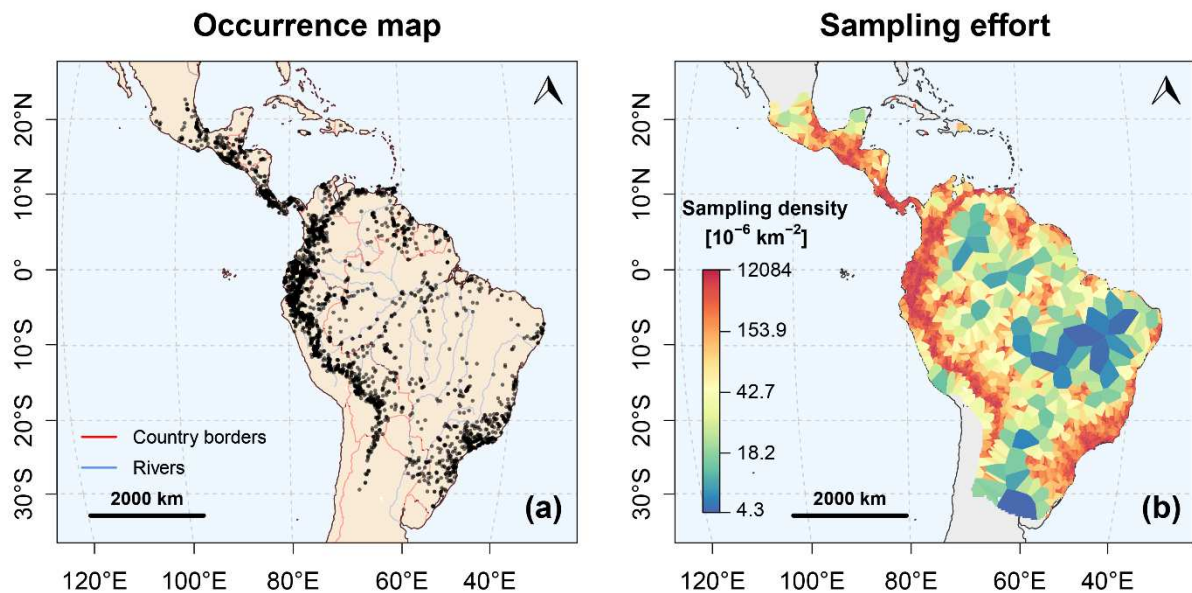 Occurrence map
20°N
10°N
0°
10°S
20°S
30°S
Country borders
Rivers
2000 km
(a)
120°E
100°E
80°E
60°E
40°E
Sampling effort
20°N
10°N
0°
10°S
20°S
30°S
Sampling density
[10⁻⁶ km⁻²]
12084
153.9
42.7
18.2
4.3
2000 km
(b)
120°E
100°E
80°E
60°E
40°E